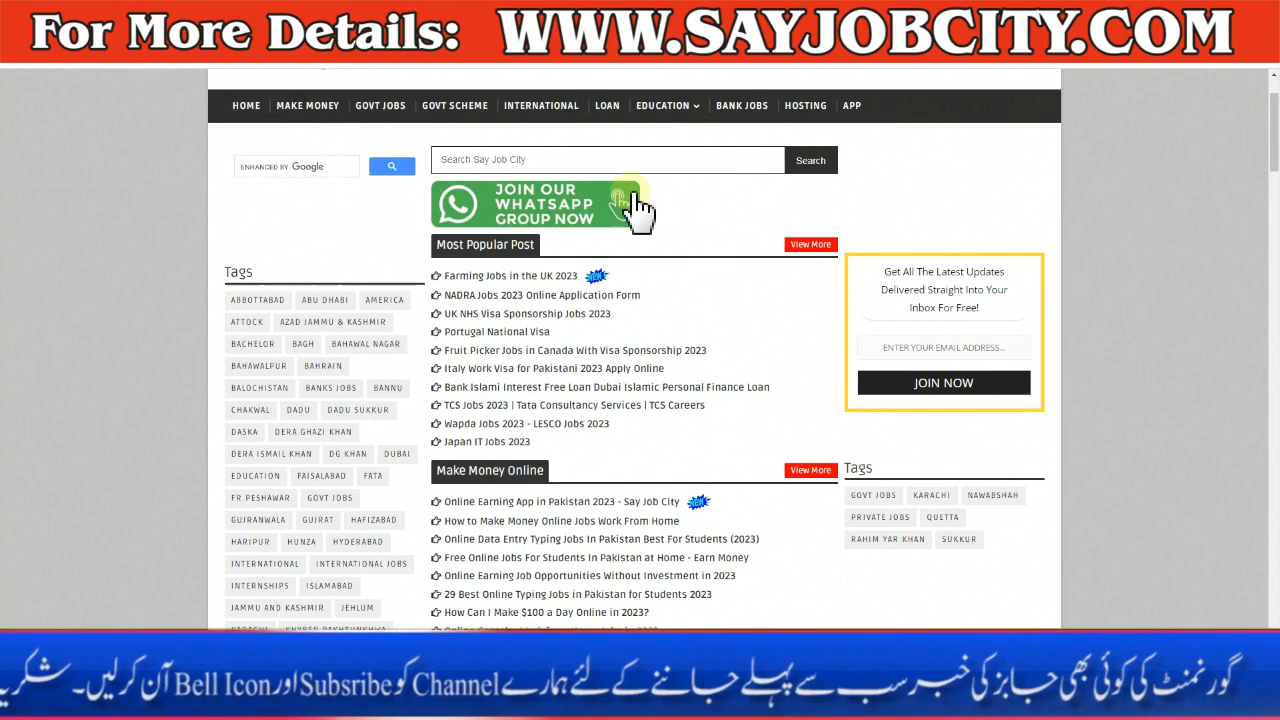 For More Details: WWW.SAYJOBCITY.COM
HOME MAKE MONEY GOVT JOBS GOVT SCHEME INTERNATIONAL LOAN EDUCATION BANK JOBS HOSTING APP
ENHANCED BY Google
Search Say Job City Search
JOIN OUR
WHATSAPP
GROUP NOW
Most Popular Post View More
Farming Jobs in the UK 2023 NEW
NADRA Jobs 2023 Online Application Form
UK NHS Visa Sponsorship Jobs 2023
Portugal National Visa
Fruit Picker Jobs in Canada With Visa Sponsorship 2023
Italy Work Visa for Pakistani 2023 Apply Online
Bank Islami Interest Free Loan Dubai Islamic Personal Finance Loan
TCS Jobs 2023 | Tata Consultancy Services | TCS Careers
Wapda Jobs 2023 - LESCO Jobs 2023
Japan IT Jobs 2023
Make Money Online View More
Online Earning App in Pakistan 2023 - Say Job City NEW
How to Make Money Online Jobs Work From Home
Online Data Entry Typing Jobs In Pakistan Best For Students (2023)
Free Online Jobs For Students In Pakistan at Home - Earn Money
Online Earning Job Opportunities Without Investment in 2023
29 Best Online Typing Jobs in Pakistan for Students 2023
How Can I Make $100 a Day Online in 2023?
Tags
ABBOTTABAD ABU DHABI AMERICA
ATTOCK AZAD JAMMU & KASHMIR
BACHELOR BAGH BAHAWAL NAGAR
BAHAWALPUR BAHRAIN
BALOCHISTAN BANKS JOBS BANNU
CHAKWAL DADU DADU SUKKUR
DASKA DERA GHAZI KHAN
DERA ISMAIL KHAN DG KHAN DUBAI
EDUCATION FAISALABAD FATA
FR PESHAWAR GOVT JOBS
GUJRANWALA GUJRAT HAFIZABAD
HARIPUR HUNZA HYDERABAD
INTERNATIONAL INTERNATIONAL JOBS
INTERNSHIPS ISLAMABAD
JAMMU AND KASHMIR JEHLUM
Get All The Latest Updates
Delivered Straight Into Your
Inbox For Free!
ENTER YOUR EMAIL ADDRESS...
JOIN NOW
Tags
GOVT JOBS KARACHI NAWABSHAH
PRIVATE JOBS QUETTA
RAHIM YAR KHAN SUKKUR
گورنمنٹ کی کوئی بھی جابز کی خبر سب سے پہلے جاننے کے لئے ہمارے Channel کو Subsribe اور Bell Icon آن کرلیں۔